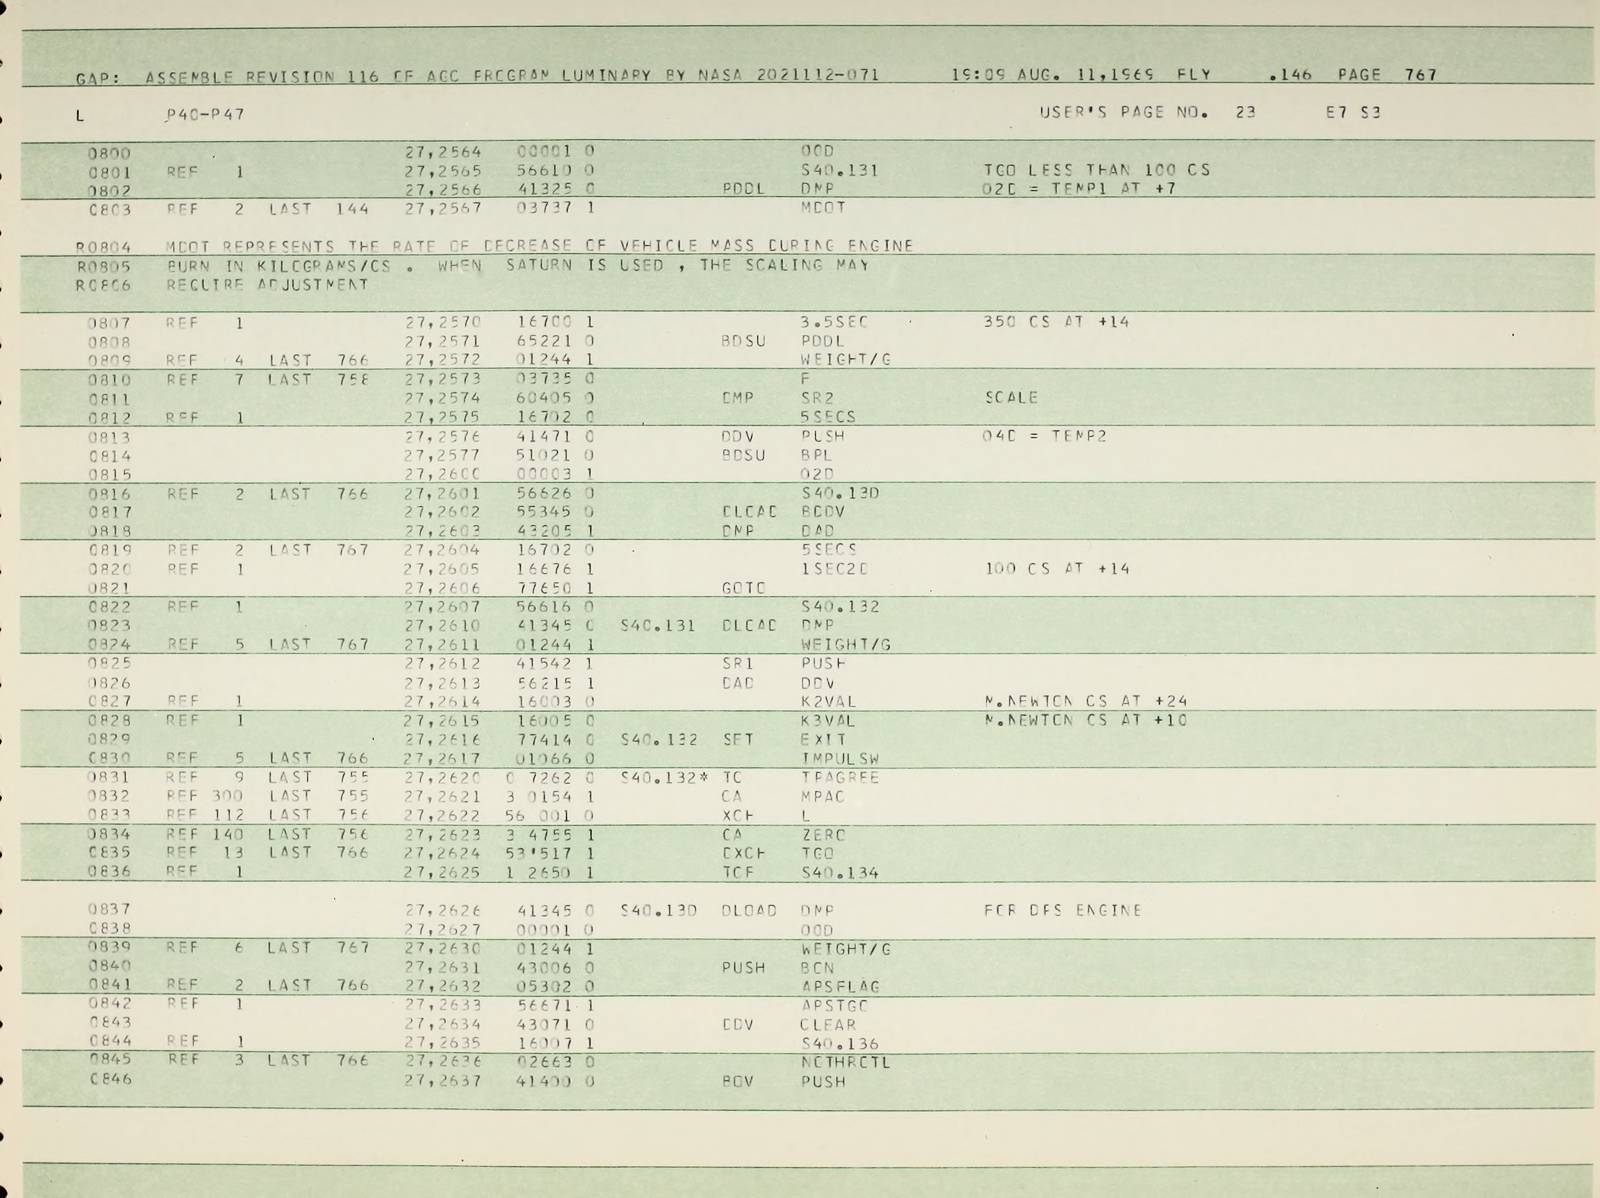 GAP: ASSEMBLE REVISION 116 OF AGC PROGRAM LUMINARY BY NASA 2021112-071 19:09 AUG. 11,1969 FLY .146 PAGE 767
L P40-P47 USER'S PAGE NO. 23 E7 S3
0800 27,2564 00001 0 00D
0801 REF 1 27,2565 56610 0 S40.131 TGO LESS THAN 100 CS
0802 27,2566 41325 0 PDDL DMP 02D = TEMP1 AT +7
0803 REF 2 LAST 144 27,2567 03737 1 MDOT
R0804 MDOT REPRESENTS THE RATE OF DECREASE OF VEHICLE MASS DURING ENGINE
R0805 BURN IN KILOGRAMS/CS . WHEN SATURN IS USED , THE SCALING MAY
R0806 REQUIRE ADJUSTMENT
0807 REF 1 27,2570 16700 1 3.5SEC 350 CS AT +14
0808 27,2571 65221 0 BDSU PDDL
0809 REF 4 LAST 766 27,2572 01244 1 WEIGHT/G
0810 REF 7 LAST 758 27,2573 03735 0 F
0811 27,2574 60405 0 DMP SR2 SCALE
0812 REF 1 27,2575 16702 0 5SECS
0813 27,2576 41471 0 DDV PUSH 04D = TEMP2
0814 27,2577 51021 0 BDSU BPL
0815 27,2600 00003 1 02D
0816 REF 2 LAST 766 27,2601 56626 0 S40.13D
0817 27,2602 55345 0 DLOAD BDDV
0818 27,2603 43205 1 DMP DAD
0819 REF 2 LAST 767 27,2604 16702 0 5SECS
0820 REF 1 27,2605 16676 1 1SEC2D 100 CS AT +14
0821 27,2606 77650 1 GOTO
0822 REF 1 27,2607 56616 0 S40.132
0823 27,2610 41345 0 S40.131 DLOAD DMP
0824 REF 5 LAST 767 27,2611 01244 1 WEIGHT/G
0825 27,2612 41542 1 SR1 PUSH
0826 27,2613 56215 1 DAD DDV
0827 REF 1 27,2614 16003 0 K2VAL M.NEWTON CS AT +24
0828 REF 1 27,2615 16005 0 K3VAL M.NEWTON CS AT +10
0829 27,2616 77414 0 S40.132 SET EXIT
0830 REF 5 LAST 766 27,2617 01066 0 IMPULSW
0831 REF 9 LAST 755 27,2620 0 7262 0 S40.132* TC TPAGREE
0832 REF 300 LAST 755 27,2621 3 0154 1 CA MPAC
0833 REF 112 LAST 756 27,2622 56 001 0 XCH L
0834 REF 140 LAST 756 27,2623 3 4755 1 CA ZERO
0835 REF 13 LAST 766 27,2624 53'517 1 DXCH TGO
0836 REF 1 27,2625 1 2650 1 TCF S40.134
0837 27,2626 41345 0 S40.13D DLOAD DMP FOR DPS ENGINE
0838 27,2627 00001 0 00D
0839 REF 6 LAST 767 27,2630 01244 1 WEIGHT/G
0840 27,2631 43006 0 PUSH BON
0841 REF 2 LAST 766 27,2632 05302 0 APSFLAG
0842 REF 1 27,2633 56671 1 APSTGO
0843 27,2634 43071 0 DDV CLEAR
0844 REF 1 27,2635 16007 1 S40.136
0845 REF 3 LAST 766 27,2636 02663 0 NOTHRCTL
0846 27,2637 41400 0 BOV PUSH